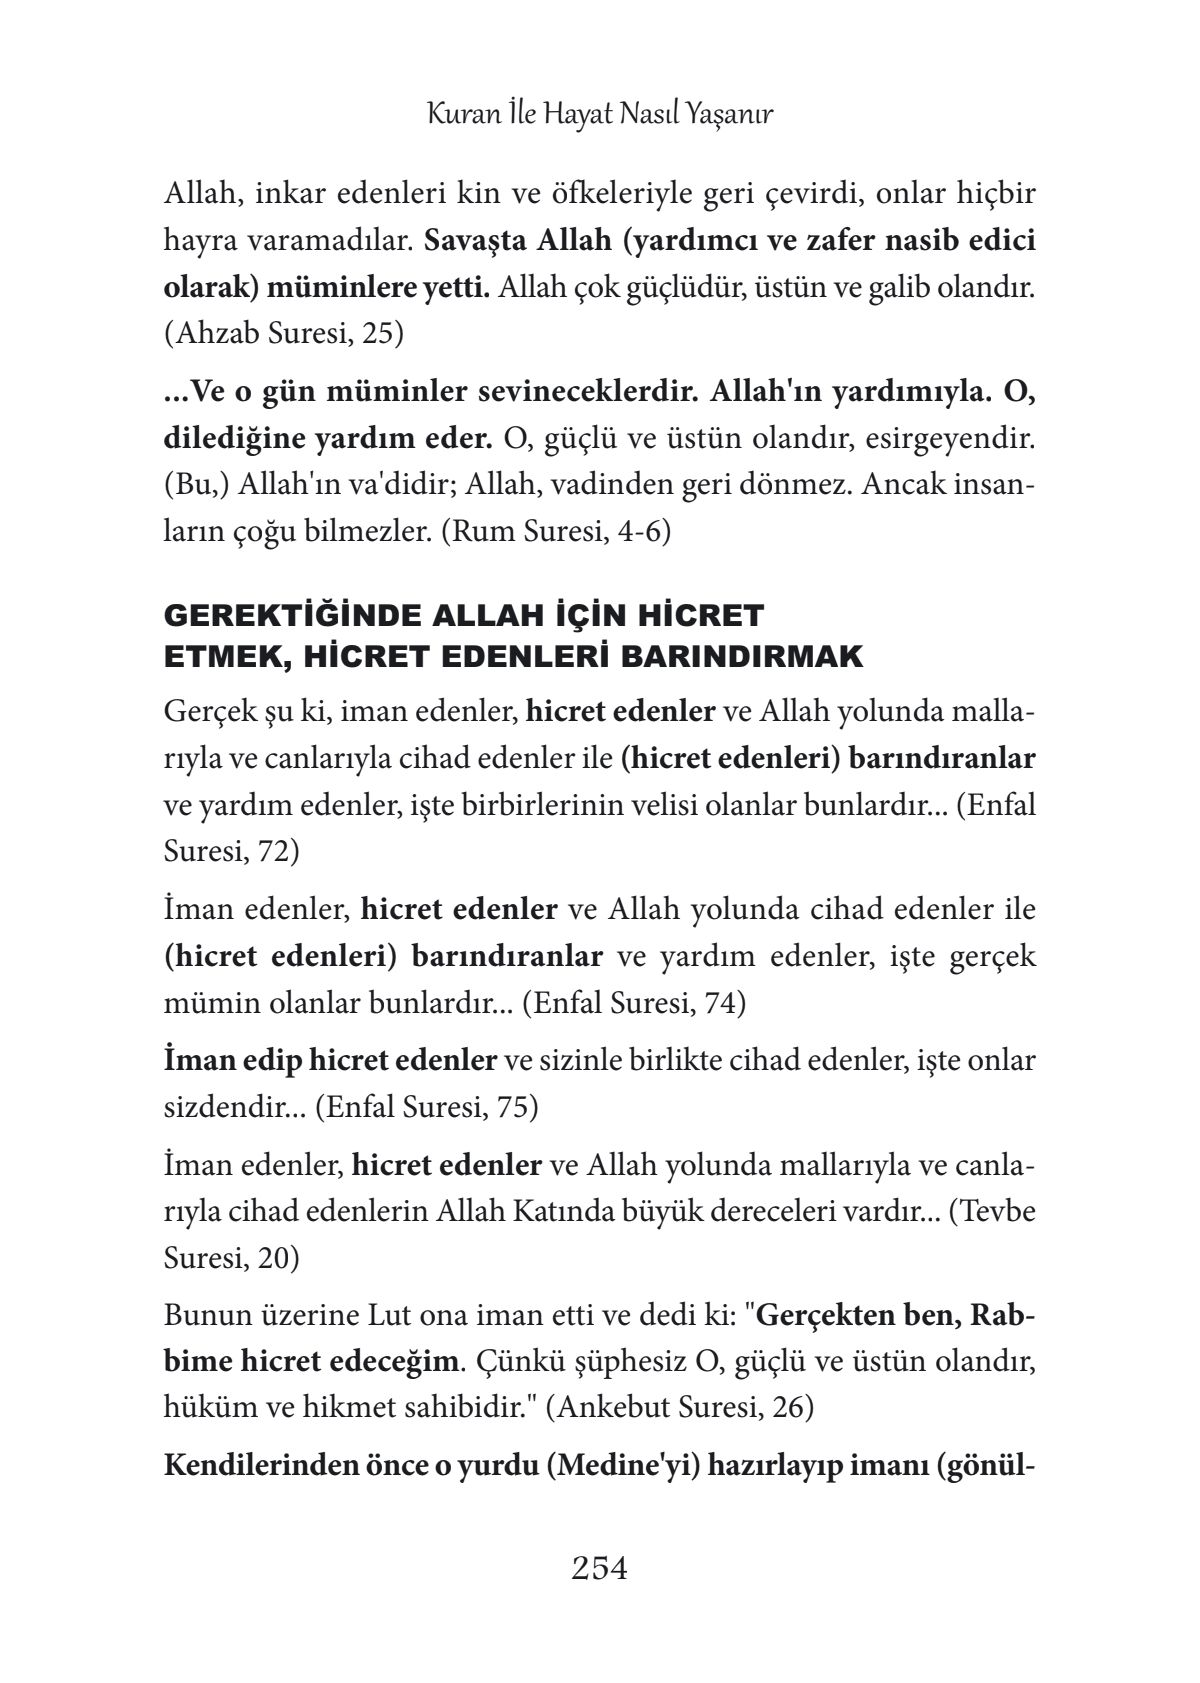 Kuran İle Hayat Nasıl Yaşanır
Allah, inkar edenleri kin ve öfkeleriyle geri çevirdi, onlar hiçbir
hayra varamadılar. Savaşta Allah (yardımcı ve zafer nasib edici
olarak) müminlere yetti. Allah çok güçlüdür, üstün ve galib olandır.
(Ahzab Suresi, 25)
...Ve o gün müminler sevineceklerdir. Allah'ın yardımıyla. O,
dilediğine yardım eder. O, güçlü ve üstün olandır, esirgeyendir.
(Bu,) Allah'ın va'didir; Allah, vadinden geri dönmez. Ancak insan-
ların çoğu bilmezler. (Rum Suresi, 4-6)
GEREKTİĞİNDE ALLAH İÇİN HİCRET
ETMEK, HİCRET EDENLERİ BARINDIRMAK
Gerçek şu ki, iman edenler, hicret edenler ve Allah yolunda malla-
rıyla ve canlarıyla cihad edenler ile (hicret edenleri) barındıranlar
ve yardım edenler, işte birbirlerinin velisi olanlar bunlardır... (Enfal
Suresi, 72)
İman edenler, hicret edenler ve Allah yolunda cihad edenler ile
(hicret edenleri) barındıranlar ve yardım edenler, işte gerçek
mümin olanlar bunlardır... (Enfal Suresi, 74)
İman edip hicret edenler ve sizinle birlikte cihad edenler, işte onlar
sizdendir... (Enfal Suresi, 75)
İman edenler, hicret edenler ve Allah yolunda mallarıyla ve canla-
rıyla cihad edenlerin Allah Katında büyük dereceleri vardır... (Tevbe
Suresi, 20)
Bunun üzerine Lut ona iman etti ve dedi ki: "Gerçekten ben, Rab-
bime hicret edeceğim. Çünkü şüphesiz O, güçlü ve üstün olandır,
hüküm ve hikmet sahibidir." (Ankebut Suresi, 26)
Kendilerinden önce o yurdu (Medine'yi) hazırlayıp imanı (gönül-
254